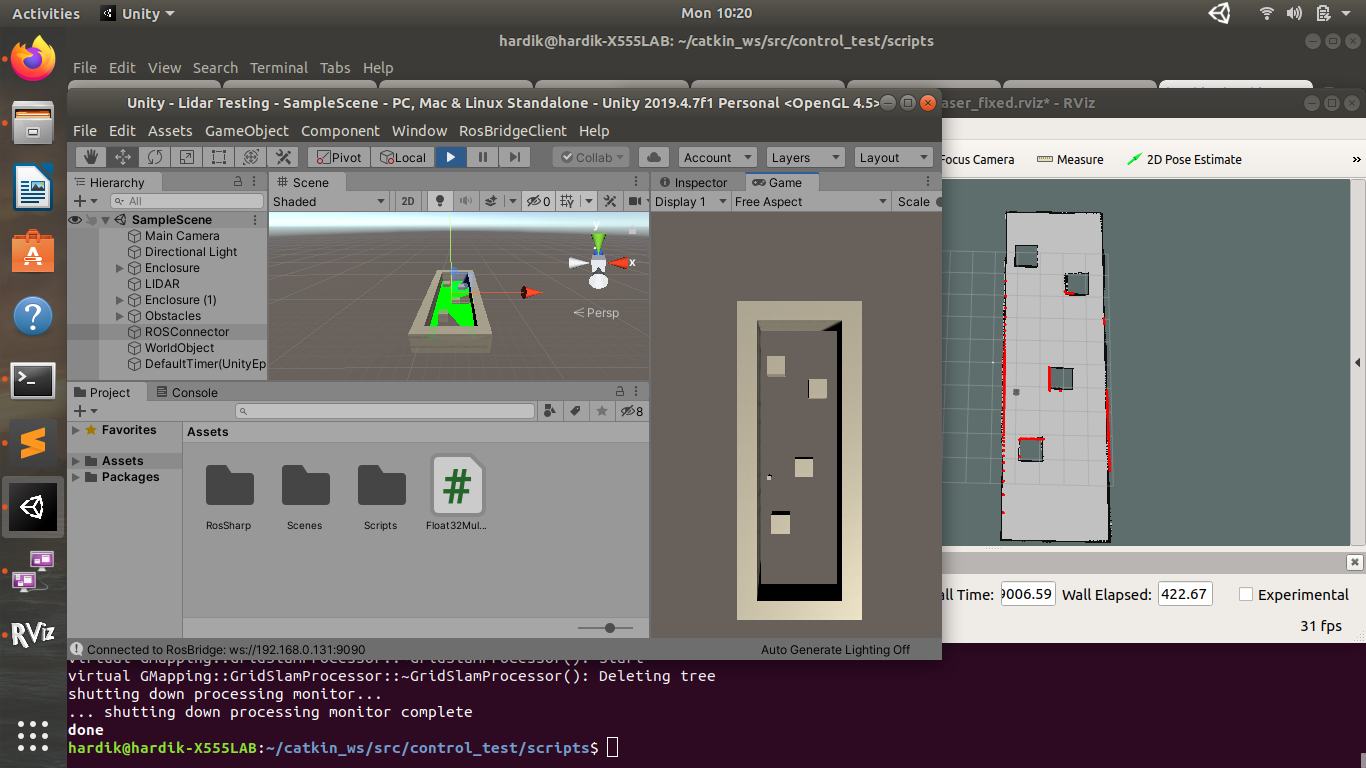 Activities
Unity
Mon 10:20
hardik@hardik-X555LAB: ~/catkin_ws/src/control_test/scripts
File Edit View Search Terminal Tabs Help
Unity - Lidar Testing - SampleScene - PC, Mac & Linux Standalone - Unity 2019.4.7f1 Personal <OpenGL 4.5>
aser_fixed.rviz* - RViz
File Edit Assets GameObject Component Window RosBridgeClient Help
Pivot Local Collab Account Layers Layout
Focus Camera Measure 2D Pose Estimate »
Hierarchy
Scene
Inspector Game
All
Shaded 2D 0
Display 1 Free Aspect Scale
SampleScene
Main Camera
Directional Light
Enclosure
LIDAR
Enclosure (1)
Obstacles
ROSConnector
WorldObject
DefaultTimer(UnityEp
y
x
Persp
Project Console
8
Favorites
Assets
Packages
Assets
RosSharp
Scenes
Scripts
#
Float32Mul...
Connected to RosBridge: ws://192.168.0.131:9090
Auto Generate Lighting Off
all Time: 9006.59 Wall Elapsed: 422.67 Experimental
31 fps
RViz
virtual GMapping::GridSlamProcessor::~GridSlamProcessor(): Start
virtual GMapping::GridSlamProcessor::~GridSlamProcessor(): Deleting tree
shutting down processing monitor...
... shutting down processing monitor complete
done
hardik@hardik-X555LAB:~/catkin_ws/src/control_test/scripts$